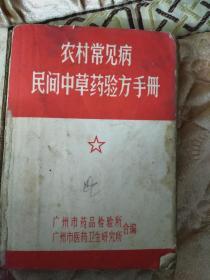 农村常见病
民间中草药验方手册
广州市药品检验所
广州市医药卫生研究所
合编